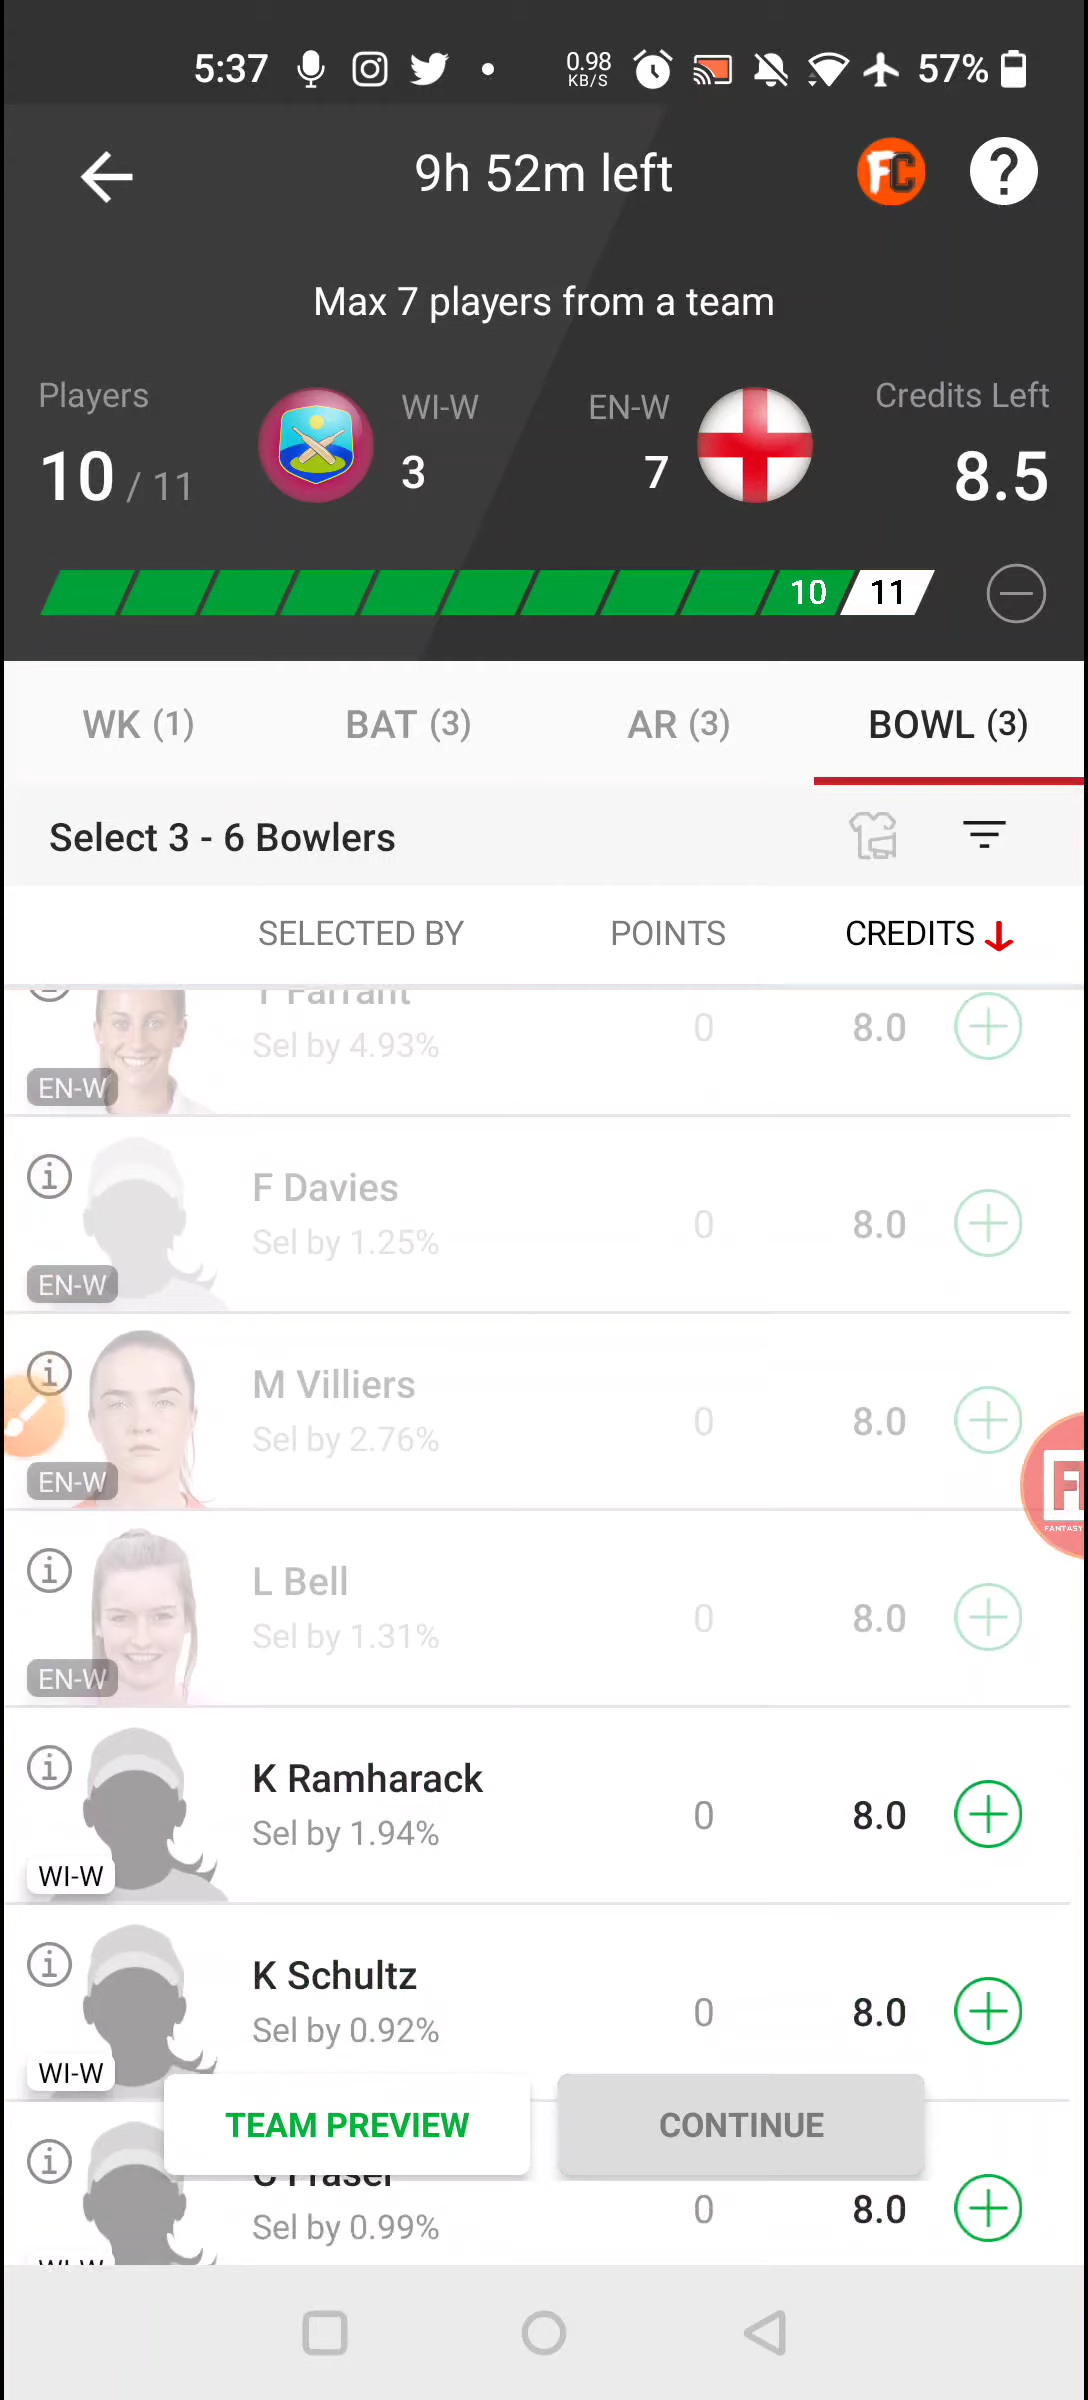 5:37 0.98 KB/S 57%
9h 52m left FC ?
Max 7 players from a team
Players WI-W EN-W Credits Left
10 / 11 3 7 8.5
10 11
WK (1) BAT (3) AR (3) BOWL (3)
Select 3 - 6 Bowlers
SELECTED BY POINTS CREDITS
T Farrant
Sel by 4.93% 0 8.0
EN-W
F Davies
Sel by 1.25% 0 8.0
EN-W
M Villiers
Sel by 2.76% 0 8.0
EN-W
F
FANTASY
L Bell
Sel by 1.31% 0 8.0
EN-W
K Ramharack
Sel by 1.94% 0 8.0
WI-W
K Schultz
Sel by 0.92% 0 8.0
WI-W
TEAM PREVIEW CONTINUE
C Fraser
Sel by 0.99% 0 8.0
WI-W